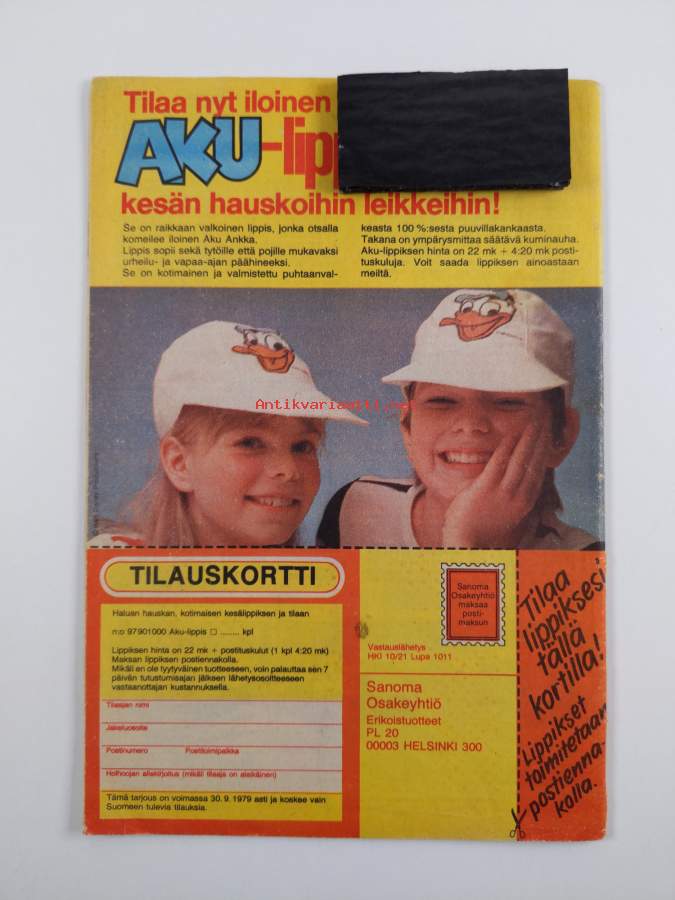 Tilaa nyt iloinen
AKU-lip
kesän hauskoihin leikkeihin!
Se on raikkaan valkoinen lippis, jonka otsalla
komeilee iloinen Aku Ankka.
Lippis sopii sekä tytöille että pojille mukavaksi
urheilu- ja vapaa-ajan päähineeksi.
Se on kotimainen ja valmistettu puhtaanval-
keasta 100 %:sesta puuvillakankaasta.
Takana on ympärysmittaa säätävä kuminauha.
Aku-lippiksen hinta on 22 mk + 4:20 mk posti-
tuskuluja. Voit saada lippiksen ainoastaan
meiltä.
Antikvariaatti.net
TILAUSKORTTI
Haluan hauskan, kotimaisen kesälippiksen ja tilaan
n:o 97901000 Aku-lippis □ ........ kpl
Lippiksen hinta on 22 mk + postituskulut (1 kpl 4:20 mk)
Maksan lippiksen postiennakolla.
Mikäli en ole tyytyväinen tuotteeseen, voin palauttaa sen 7
päivän tutustumisajan jälkeen lähetysosoitteeseen
vastaanottajan kustannuksella.
Tilaajan nimi
Jakeluosoite
Postinumero Postitoimipaikka
Holhoojan allekirjoitus (mikäli tilaaja on alaikäinen)
Tämä tarjous on voimassa 30.9.1979 asti ja koskee vain
Suomeen tulevia tilauksia.
Sanoma
Osakeyhtiö
maksaa
posti-
maksun
Vastauslähetys
HKI 10/21 Lupa 1011
Sanoma
Osakeyhtiö
Erikoistuotteet
PL 20
00003 HELSINKI 300
Tilaa
lippiksesi
tällä
kortilla!
Lippikset
toimitetaan
postienna-
kolla.